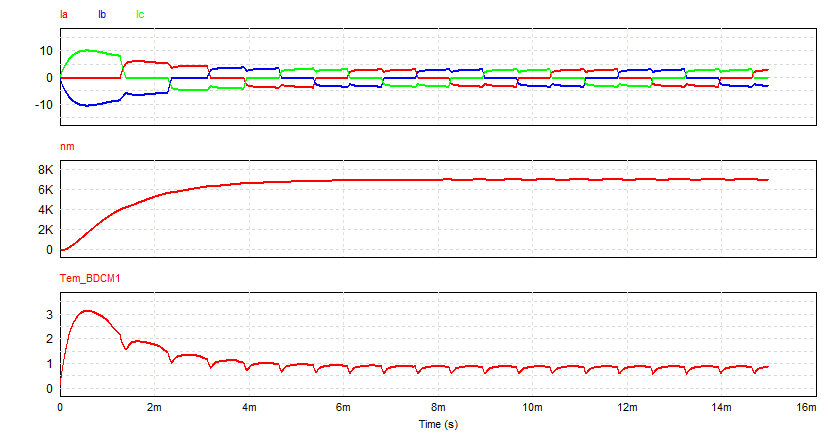 Ia Ib Ic
10
0
-10
nm
8K
6K
4K
2K
0
Tem_BDCM1
3
2
1
0
0 2m 4m 6m 8m 10m 12m 14m 16m
Time (s)